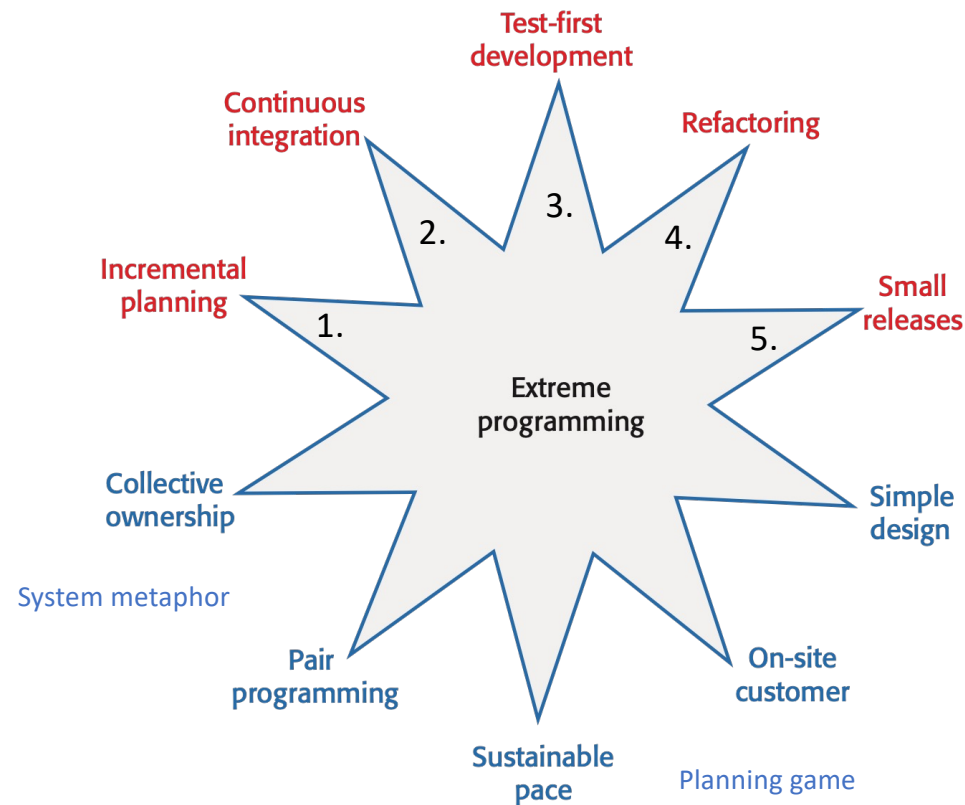 Test-first
development
Continuous
integration
Refactoring
3.
2.
4.
Incremental
planning
Small
releases
1.
5.
Extreme
programming
Collective
ownership
Simple
design
System metaphor
Pair
programming
On-site
customer
Sustainable
pace
Planning game